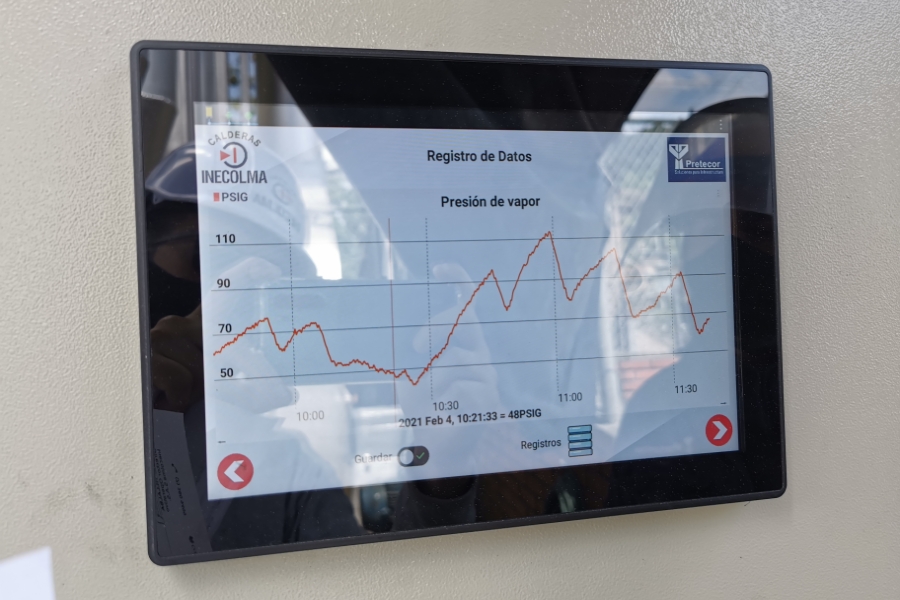 CALDERAS
INECOLMA
Registro de Datos
Pretecor
PSIG
Presión de vapor
110
90
70
50
10:00
10:30
11:00
11:30
2021 Feb 4, 10:21:33 = 48PSIG
Guardar
Registros